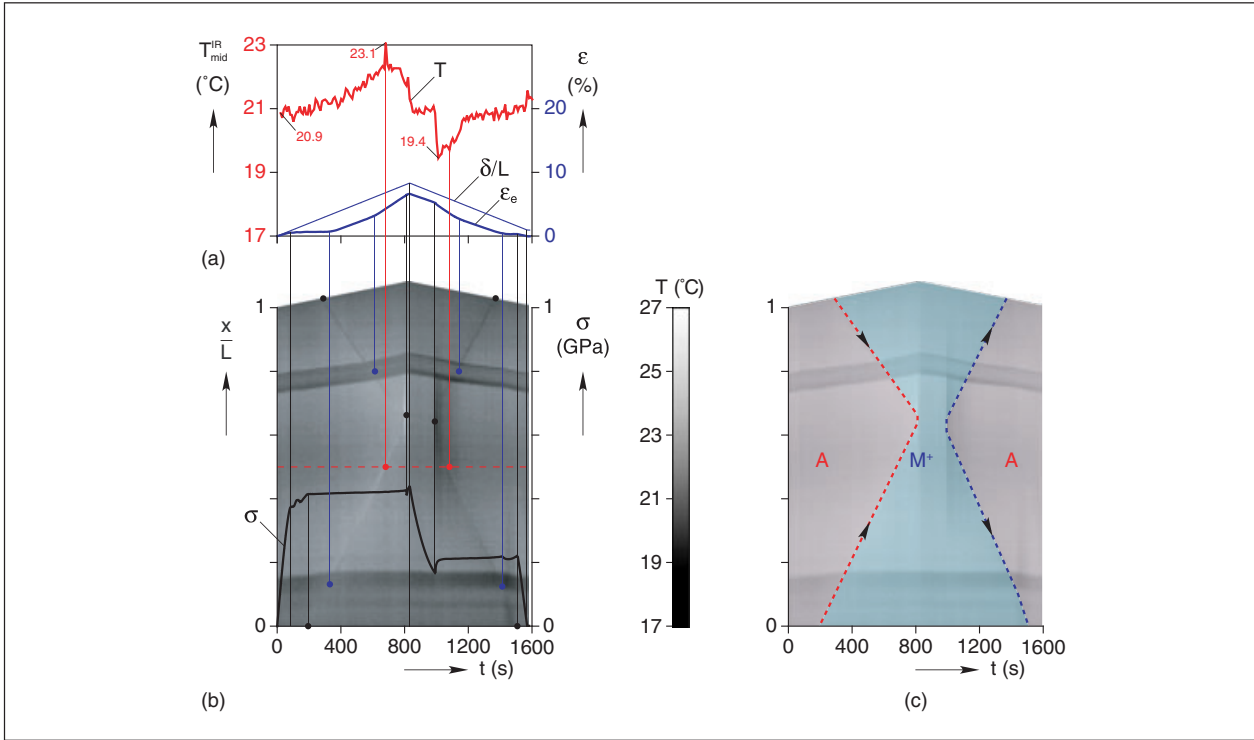 T^IR_mid
(˚C)
23
21
19
17
23.1
20.9
19.4
T
ε
(%)
20
10
0
δ/L
ε_e
(a)
1
x/L
0
σ
1
σ
(GPa)
0
0 400 800 1200 1600
t (s)
(b)
T (˚C)
27
25
23
21
19
17
1
0
A
M⁺
A
0 400 800 1200 1600
t (s)
(c)